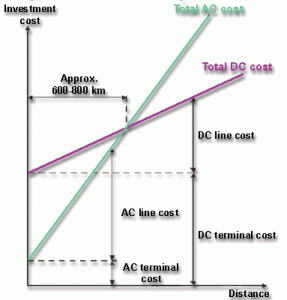 Investment
cost
Total AC cost
Approx.
600-800 km
Total DC cost
DC line cost
AC line cost
DC terminal cost
AC terminal
cost
Distance